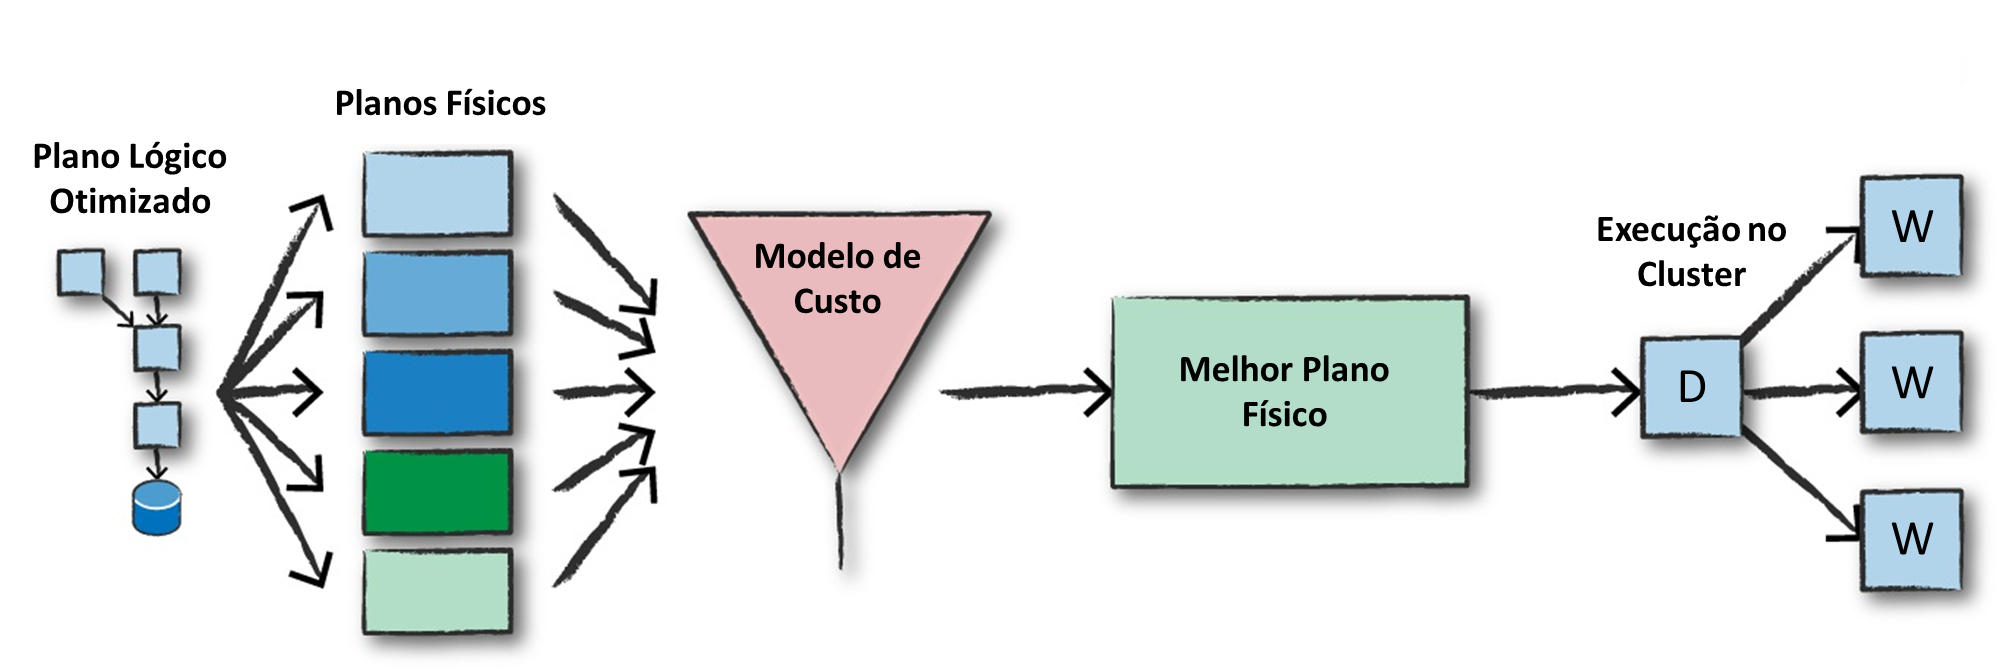 Planos Físicos
Plano Lógico
Otimizado
Modelo de
Custo
Melhor Plano
Físico
Execução no
Cluster
D
W
W
W